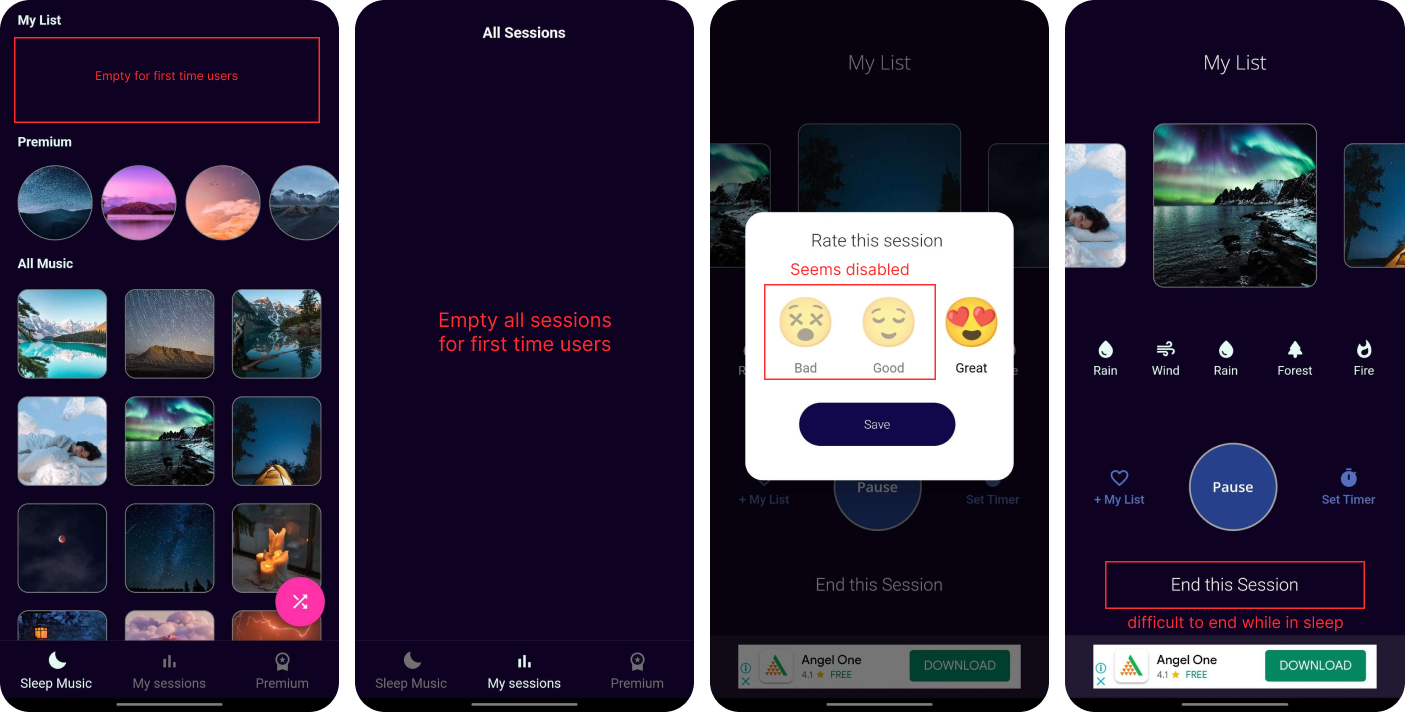 My List
Empty for first time users
Premium
All Music
Sleep Music
My sessions
Premium
All Sessions
Empty all sessions
for first time users
Sleep Music
My sessions
Premium
My List
Rate this session
Seems disabled
Bad
Good
Great
Save
R
e
+ My List
Pause
Set Timer
End this Session
Angel One
4.1 ★ FREE
DOWNLOAD
My List
Rain
Wind
Rain
Forest
Fire
+ My List
Pause
Set Timer
End this Session
difficult to end while in sleep
Angel One
4.1 ★ FREE
DOWNLOAD